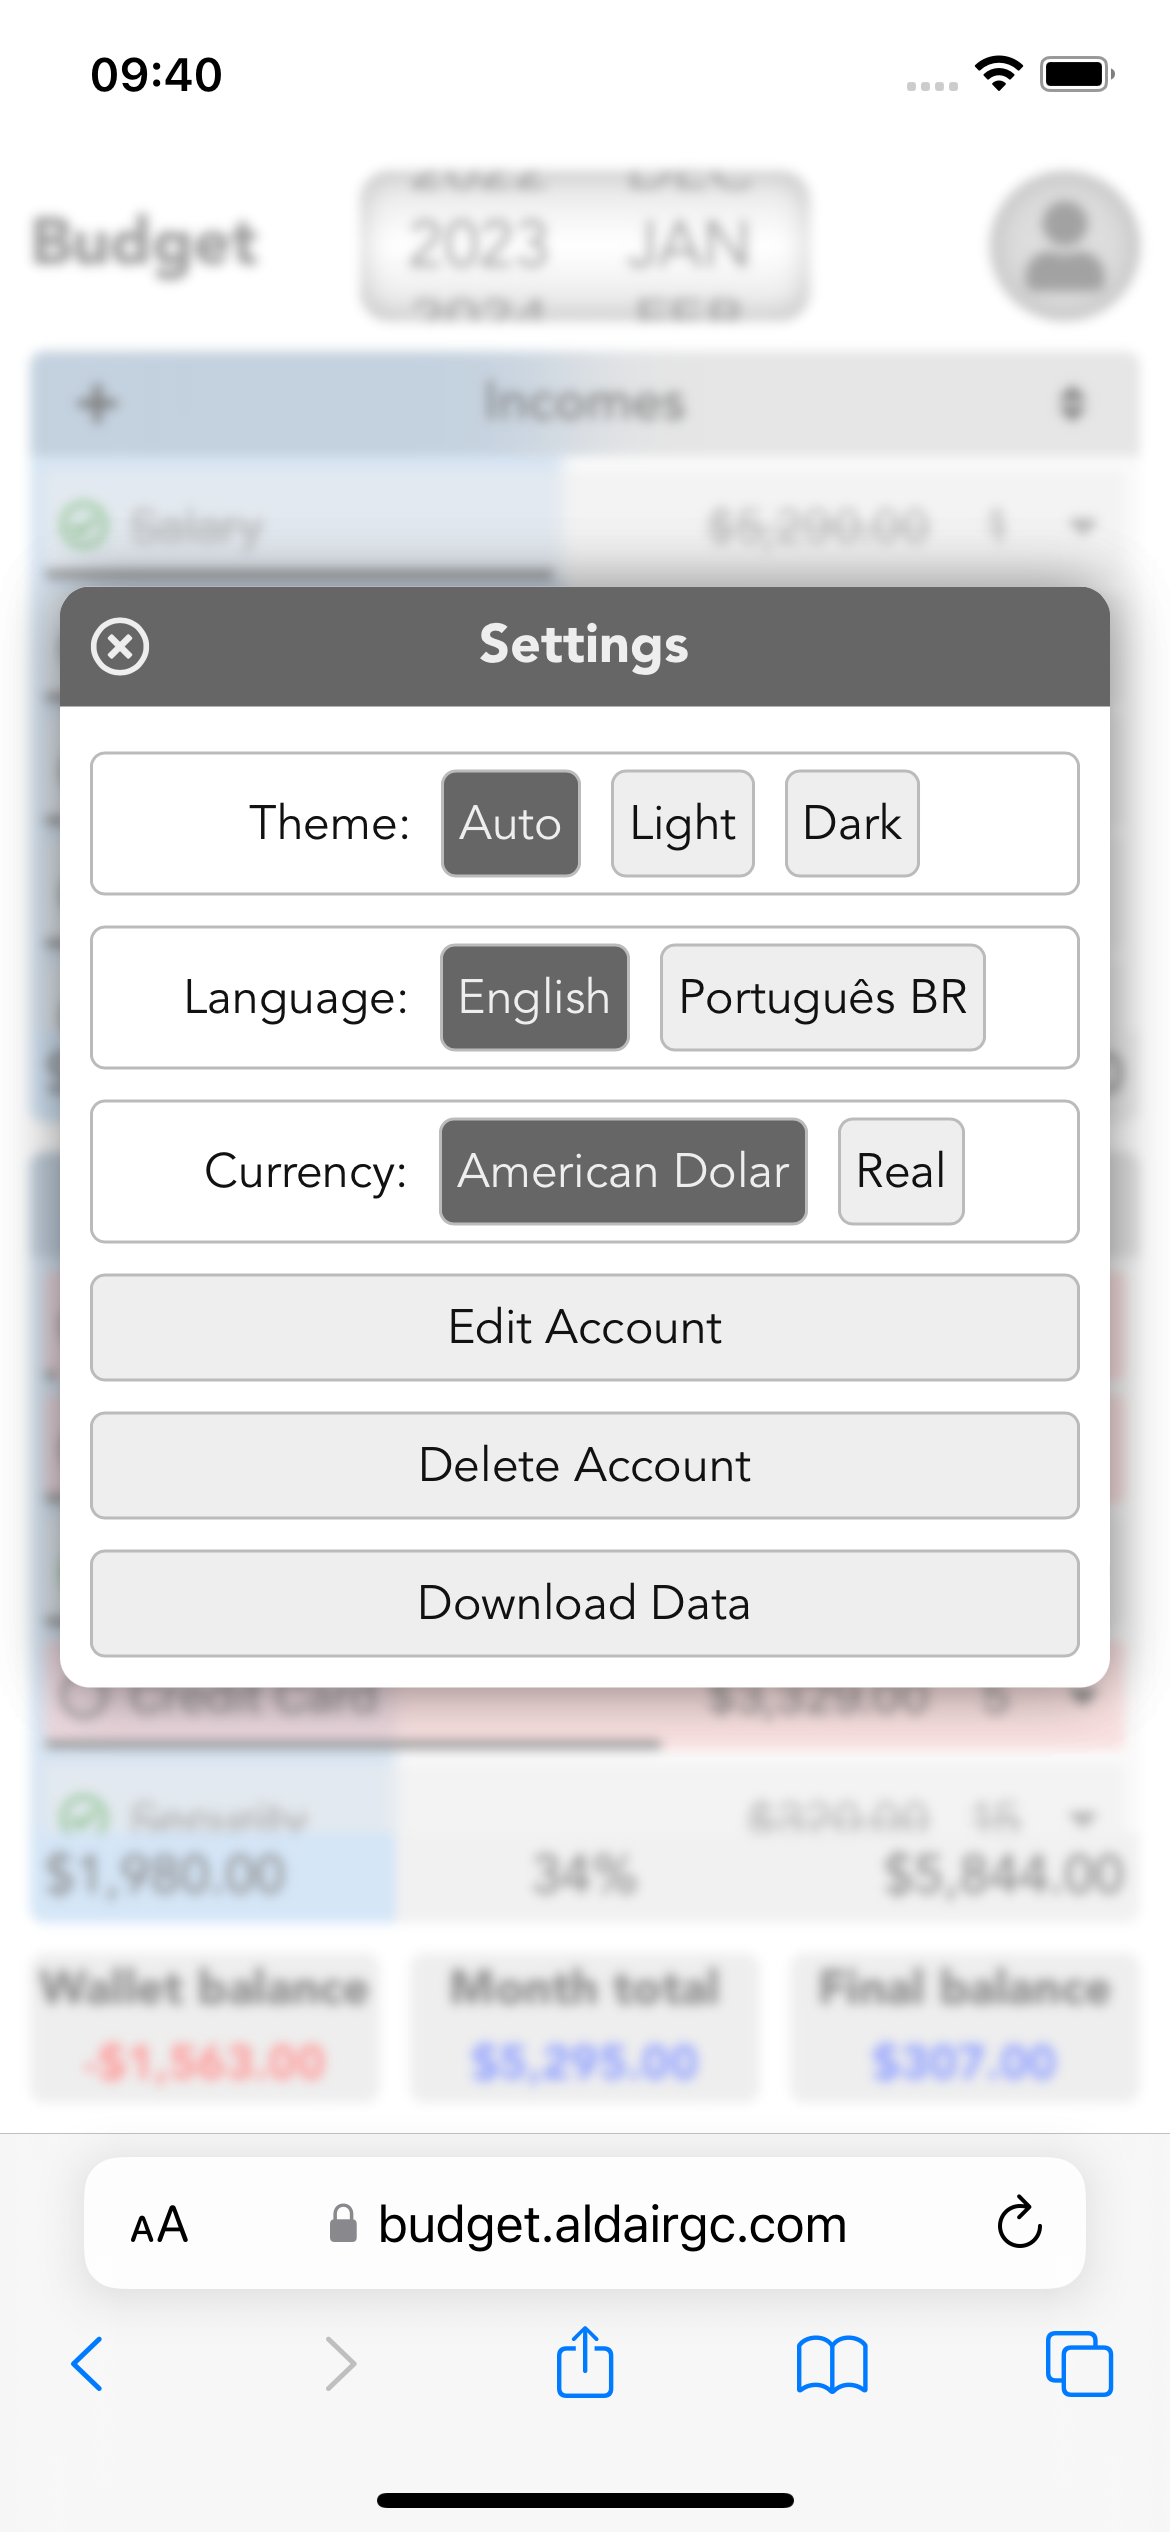 09:40
2023 JAN
Budget
Incomes
Salary $5,290.00 1
Settings
Theme: Auto Light Dark
Language: English Português BR
Currency: American Dolar Real
Edit Account
Delete Account
Download Data
Credit Card $3,329.00 5
Security $320.00 15
$1,980.00 34% $5,844.00
Wallet balance Month total Final balance
-$1,563.00 $5,295.00 $307.00
AA budget.aldairgc.com